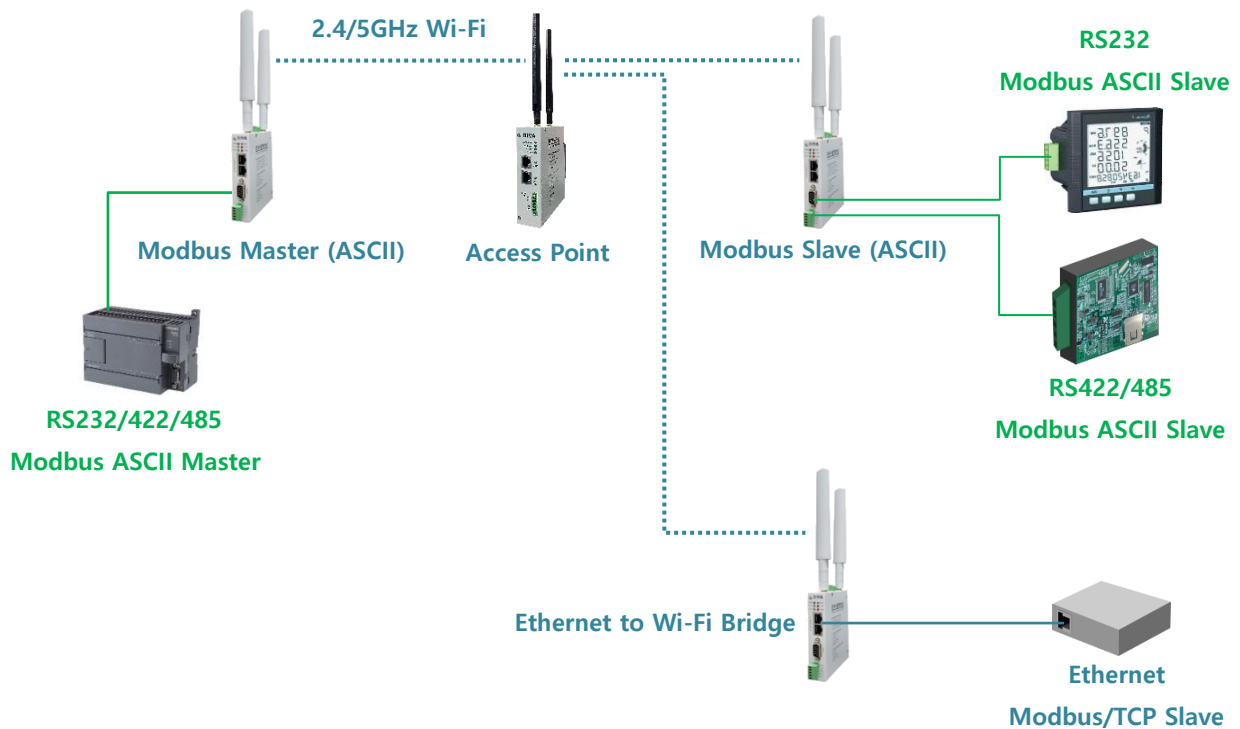 2.4/5GHz Wi-Fi
RS232
Modbus ASCII Slave
Modbus Master (ASCII)
Access Point
Modbus Slave (ASCII)
RS232/422/485
Modbus ASCII Master
RS422/485
Modbus ASCII Slave
Ethernet to Wi-Fi Bridge
Ethernet
Modbus/TCP Slave